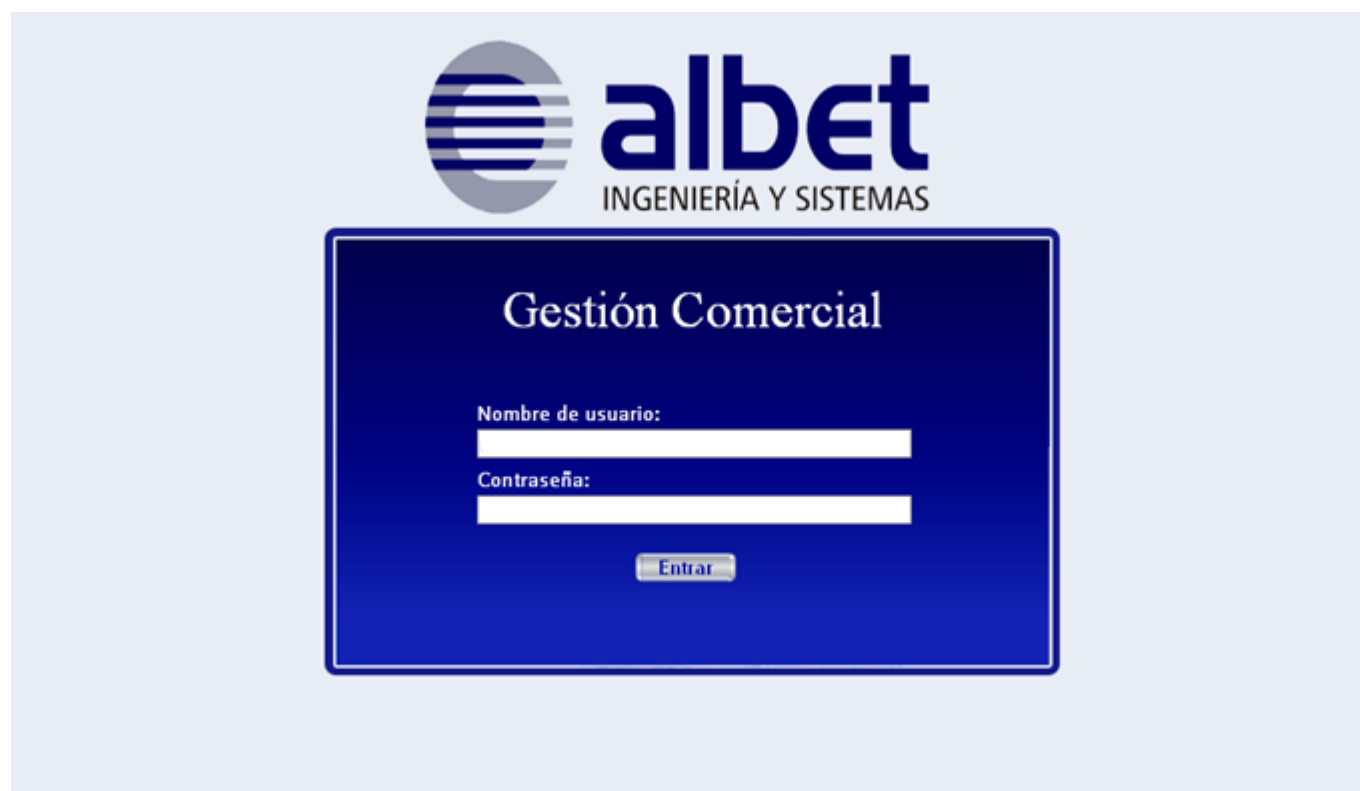 albet
INGENIERÍA Y SISTEMAS
Gestión Comercial
Nombre de usuario:
Contraseña:
Entrar